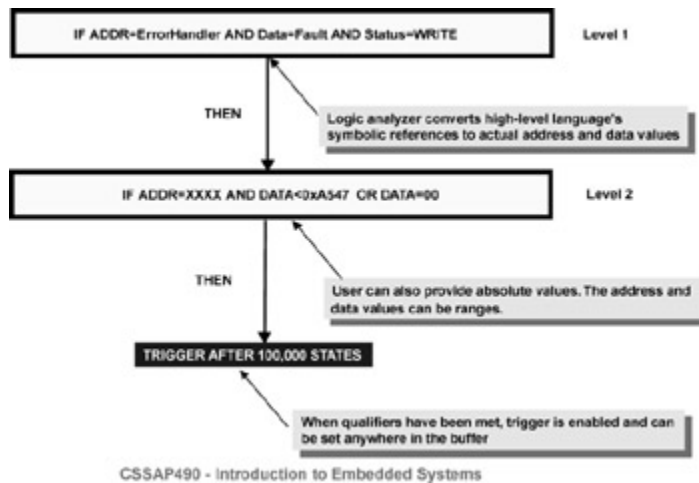 IF ADDR=ErrorHandler AND Data=Fault AND Status=WRITE
Level 1
THEN
Logic analyzer converts high-level language's
symbolic references to actual address and data values
IF ADDR=XXXX AND DATA<0xA547 OR DATA=00
Level 2
THEN
User can also provide absolute values. The address and
data values can be ranges.
TRIGGER AFTER 100,000 STATES
When qualifiers have been met, trigger is enabled and can
be set anywhere in the buffer
CSSAP490 - Introduction to Embedded Systems